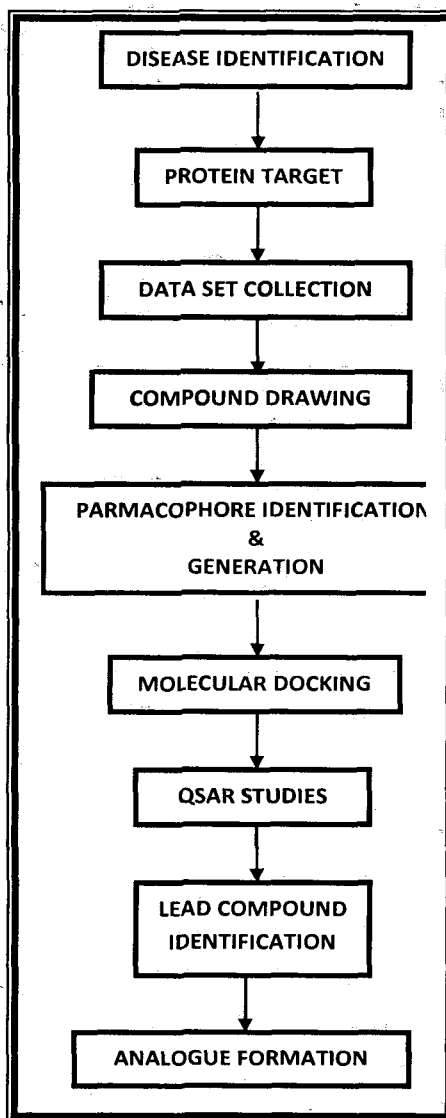 DISEASE IDENTIFICATION
PROTEIN TARGET
DATA SET COLLECTION
COMPOUND DRAWING
PARMACOPHORE IDENTIFICATION
&
GENERATION
MOLECULAR DOCKING
QSAR STUDIES
LEAD COMPOUND
IDENTIFICATION
ANALOGUE FORMATION